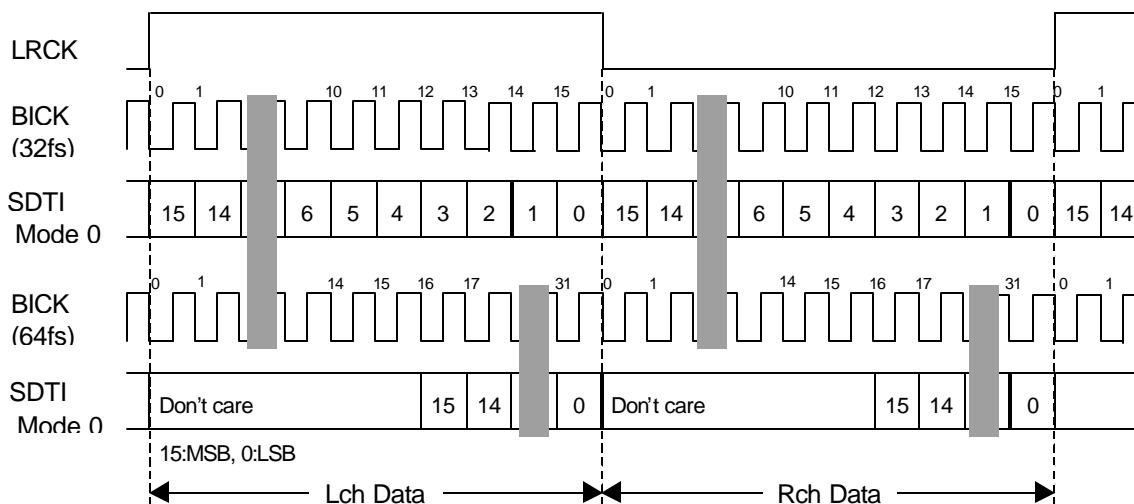 LRCK
0 1 10 11 12 13 14 15 0 1 10 11 12 13 14 15 0 1
BICK
(32fs)
SDTI
Mode 0
15 14 6 5 4 3 2 1 0 15 14 6 5 4 3 2 1 0 15 14
0 1 14 15 16 17 31 0 1 14 15 16 17 31 0 1
BICK
(64fs)
SDTI
Mode 0
Don't care 15 14 0 Don't care 15 14 0
15:MSB, 0:LSB
Lch Data Rch Data